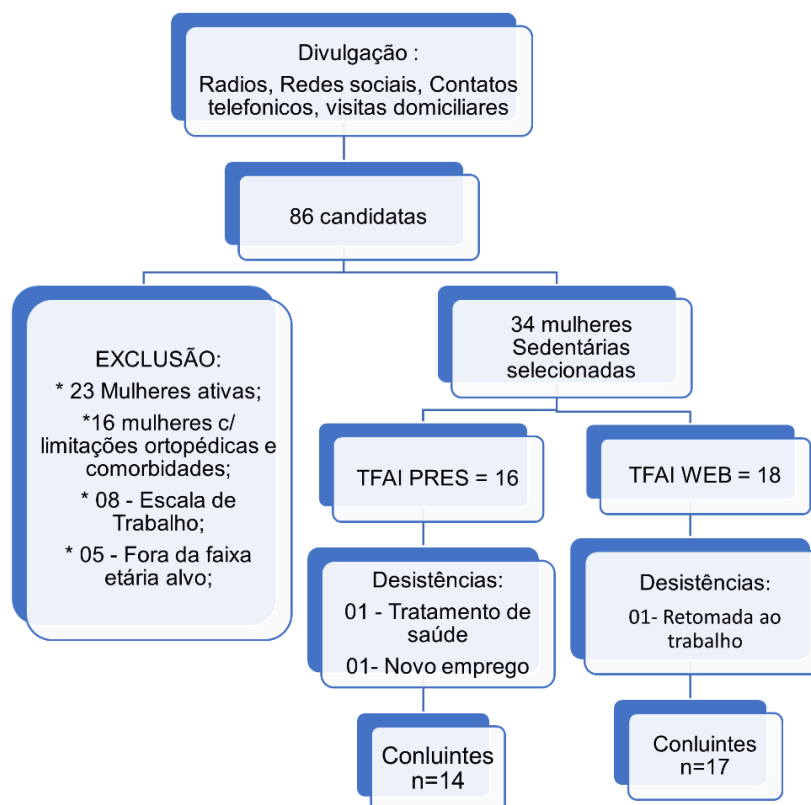 Divulgação :
Radios, Redes sociais, Contatos
telefonicos, visitas domiciliares
86 candidatas
EXCLUSÃO:
* 23 Mulheres ativas;
*16 mulheres c/
limitações ortopédicas e
comorbidades;
* 08 - Escala de
Trabalho;
* 05 - Fora da faixa
etária alvo;
34 mulheres
Sedentárias
selecionadas
TFAI PRES = 16
TFAI WEB = 18
Desistências:
01 - Tratamento de
saúde
01- Novo emprego
Desistências:
01- Retomada ao
trabalho
Conluintes
n=14
Conluintes
n=17